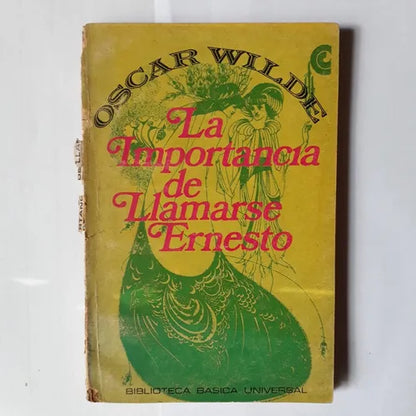 OSCAR WILDE
La
Importancia
de
Llamarse
Ernesto
BIBLIOTECA BASICA UNIVERSAL